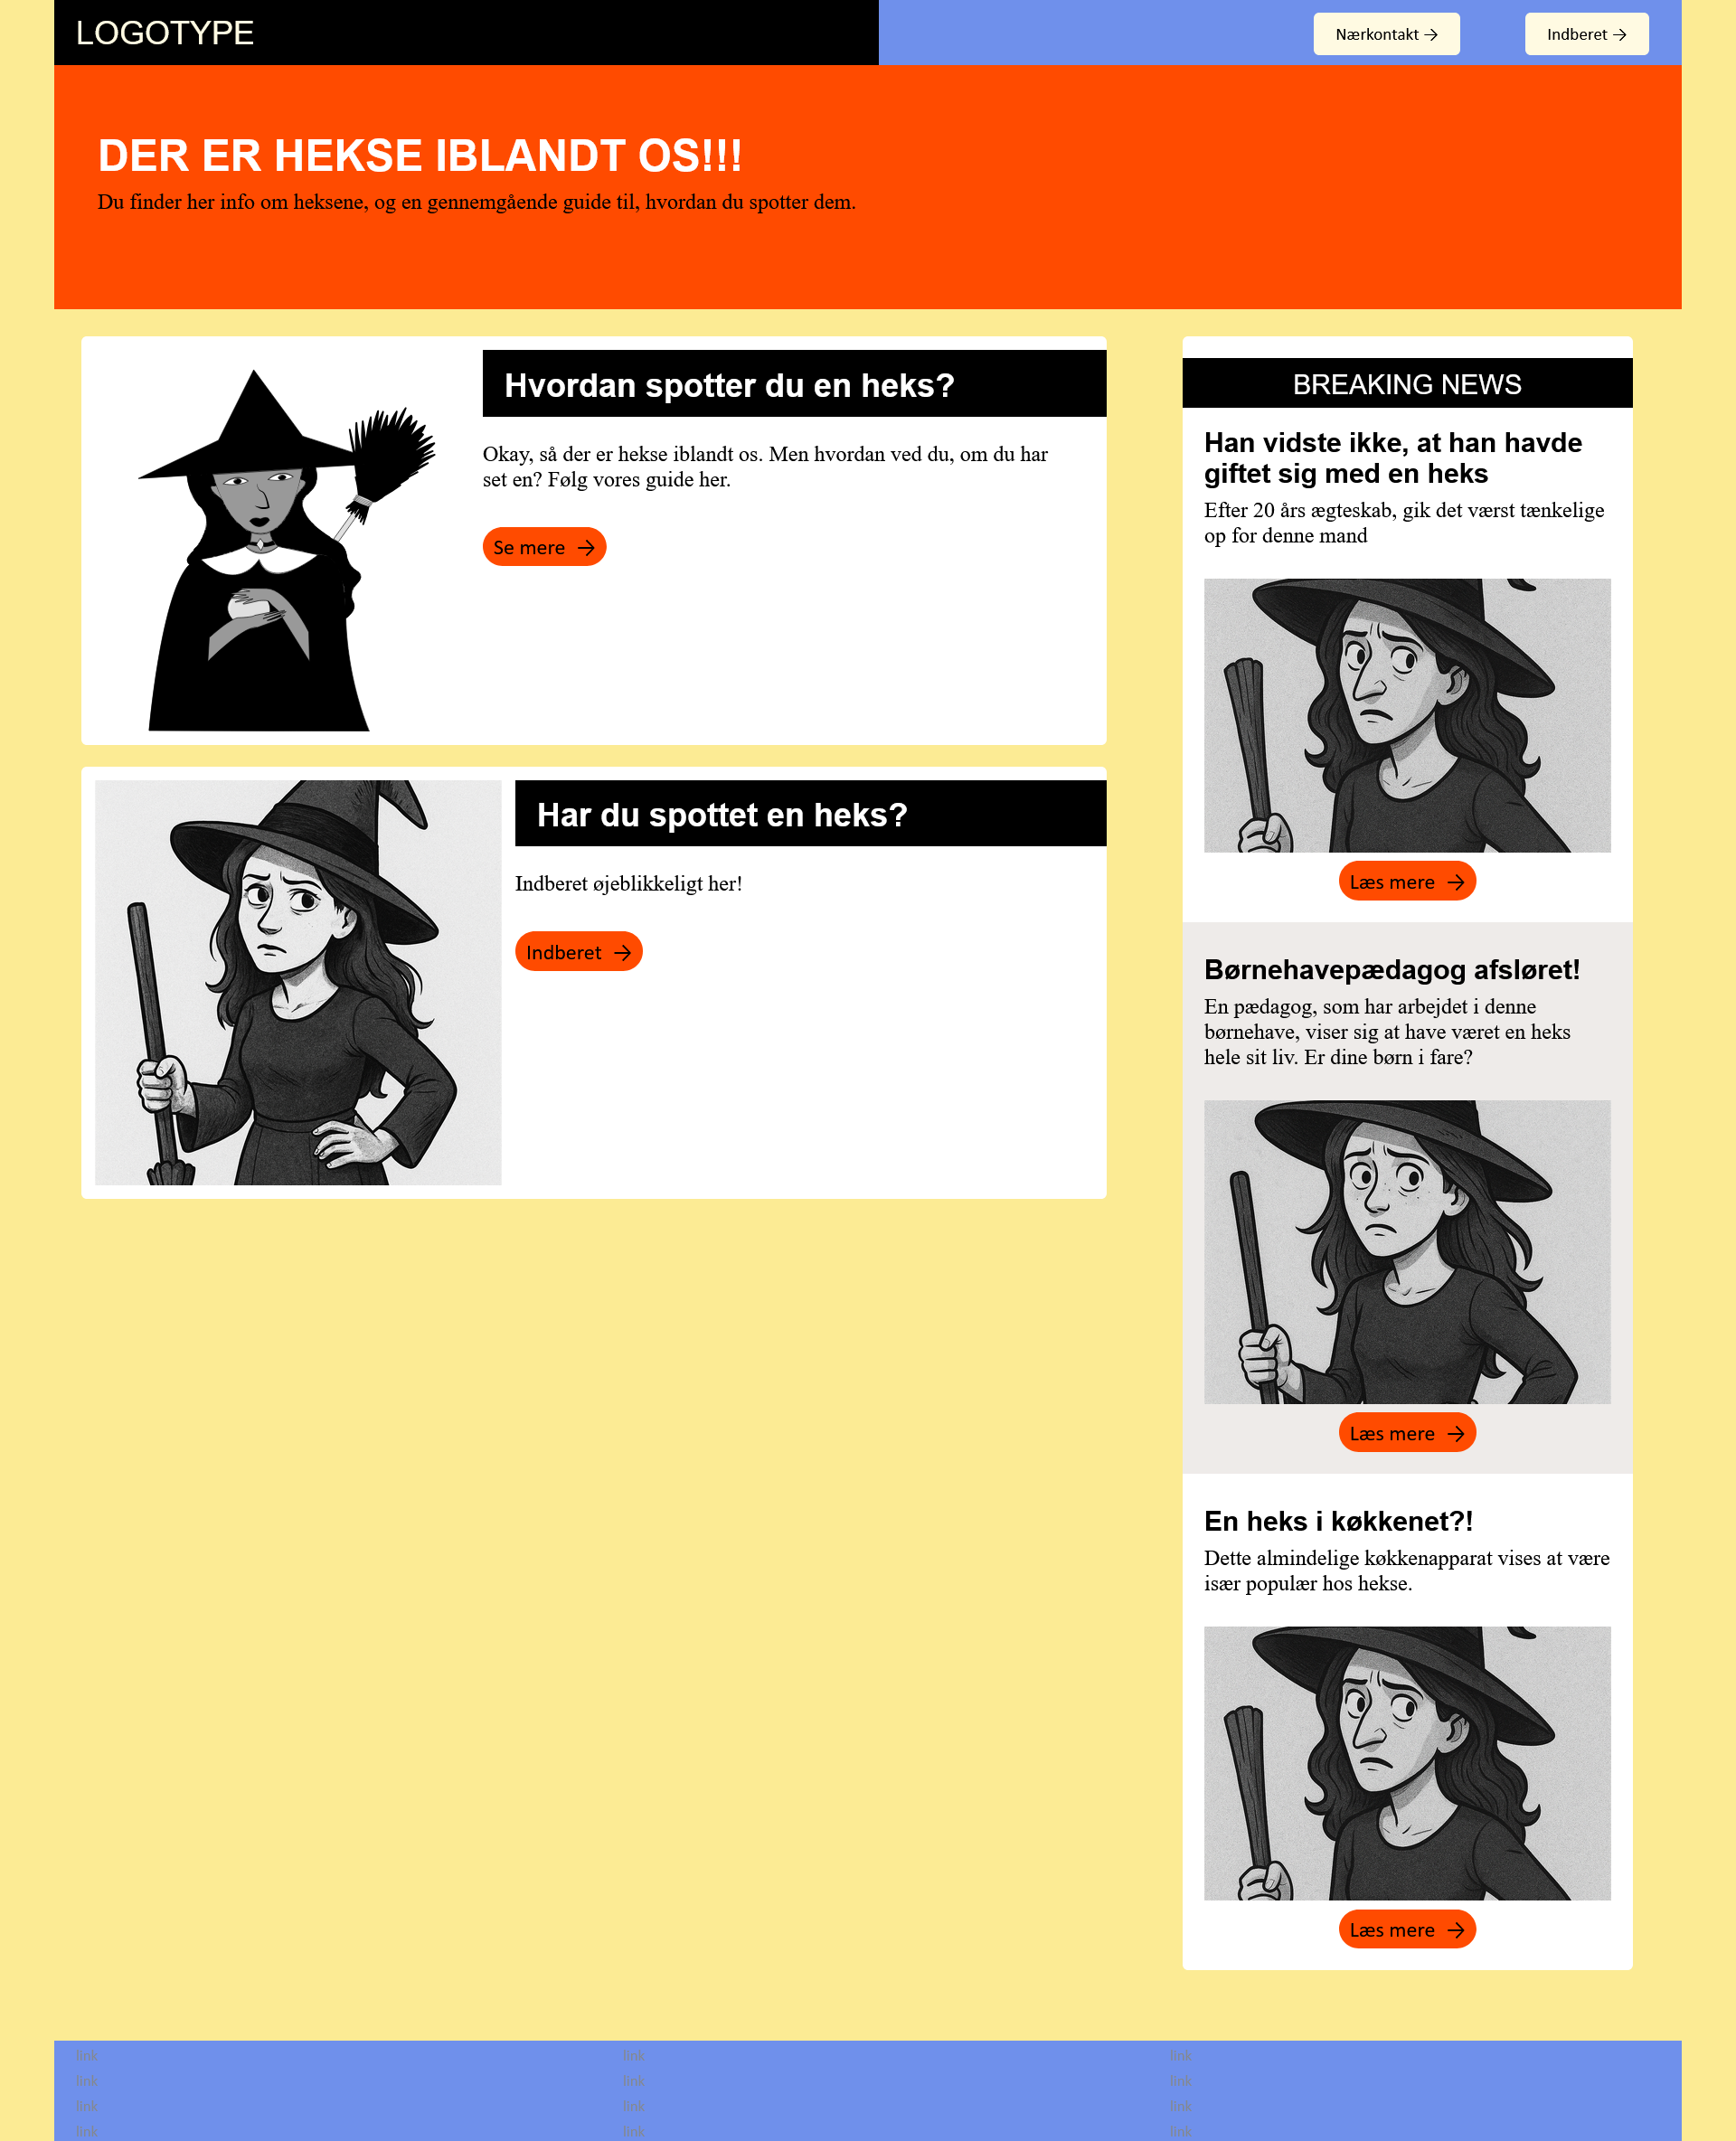 LOGOTYPE
Nærkontakt →
Indberet →
DER ER HEKSE IBLANDT OS!!!
Du finder her info om heksene, og en gennemgående guide til, hvordan du spotter dem.
Hvordan spotter du en heks?
Okay, så der er hekse iblandt os. Men hvordan ved du, om du har
set en? Følg vores guide her.
Se mere →
Har du spottet en heks?
Indberet øjeblikkeligt her!
Indberet →
BREAKING NEWS
Han vidste ikke, at han havde
giftet sig med en heks
Efter 20 års ægteskab, gik det værst tænkelige
op for denne mand
Læs mere →
Børnehavepædagog afsløret!
En pædagog, som har arbejdet i denne
børnehave, viser sig at have været en heks
hele sit liv. Er dine børn i fare?
Læs mere →
En heks i køkkenet?!
Dette almindelige køkkenapparat vises at være
især populær hos hekse.
Læs mere →
link
link
link
link
link
link
link
link
link
link
link
link